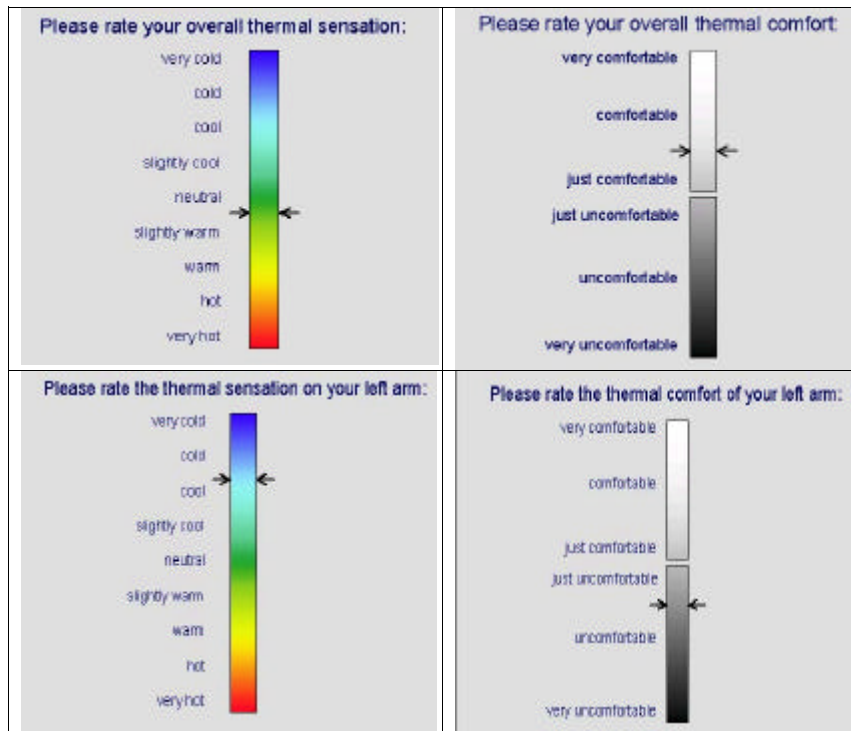 Please rate your overall thermal sensation:
very cold
cold
cool
slightly cool
neutral
slightly warm
warm
hot
very hot
Please rate your overall thermal comfort:
very comfortable
comfortable
just comfortable
just uncomfortable
uncomfortable
very uncomfortable
Please rate the thermal sensation on your left arm:
very cold
cold
cool
slightly cool
neutral
slightly warm
warm
hot
very hot
Please rate the thermal comfort of your left arm:
very comfortable
comfortable
just comfortable
just uncomfortable
uncomfortable
very uncomfortable